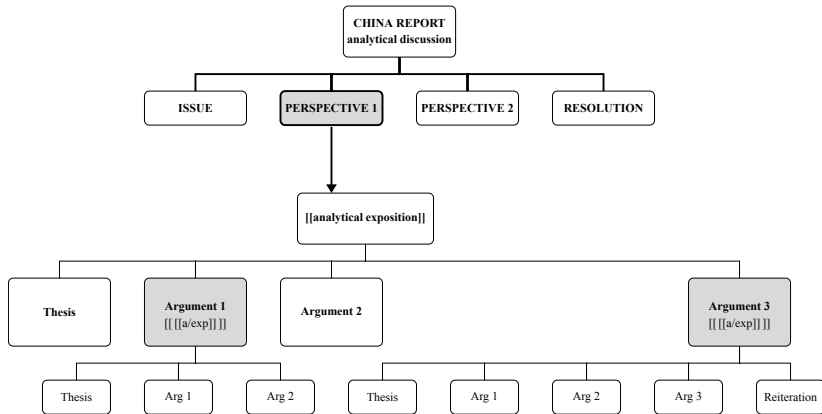 CHINA REPORT
analytical discussion
ISSUE
PERSPECTIVE 1
PERSPECTIVE 2
RESOLUTION
[[analytical exposition]]
Thesis
Argument 1
[[ [[a/exp]] ]]
Argument 2
Argument 3
[[ [[a/exp]] ]]
Thesis
Arg 1
Arg 2
Thesis
Arg 1
Arg 2
Arg 3
Reiteration